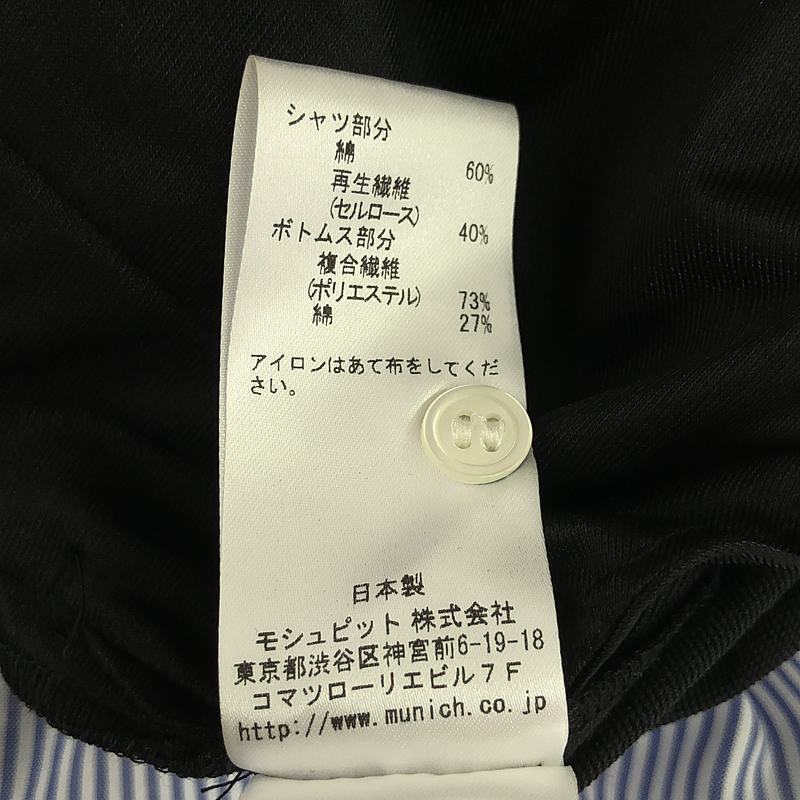 シャツ部分
綿 60%
再生繊維
(セルロース) 40%
ボトムス部分
複合繊維
(ポリエステル) 73%
綿 27%
アイロンはあて布をしてくだ
さい。
日本製
モシュピット 株式会社
東京都渋谷区神宮前6-19-18
コマツローリエビル7F
http://www.munich.co.jp